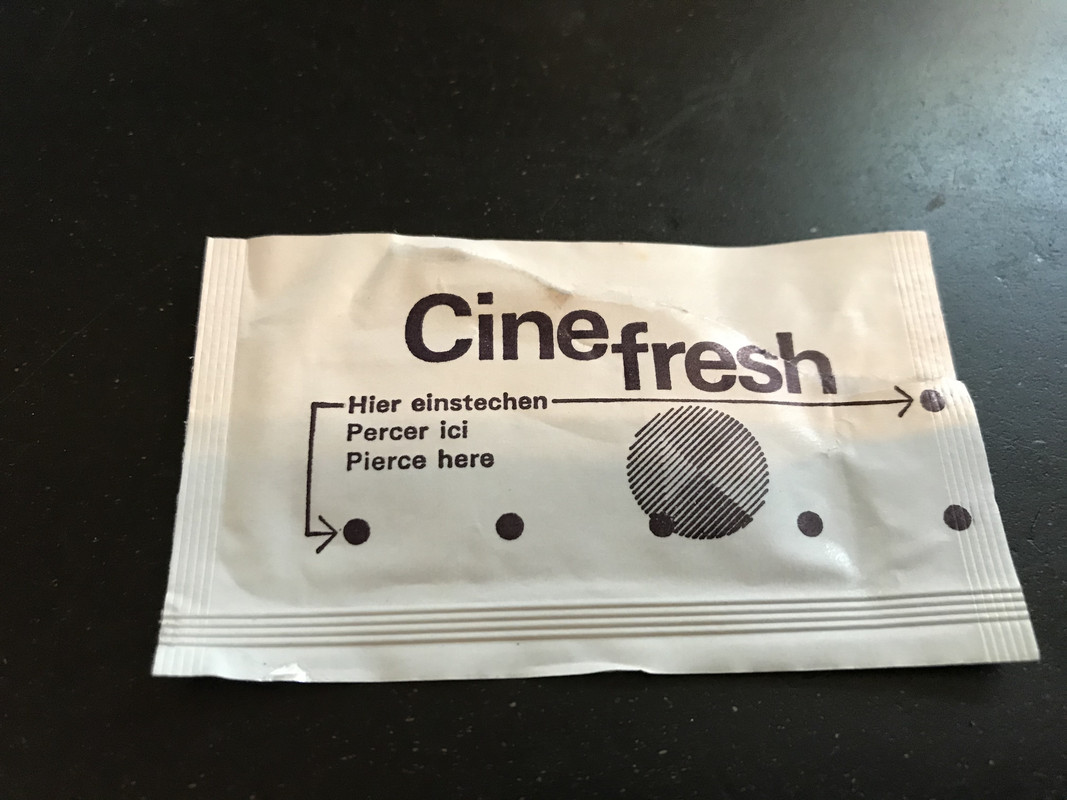 Cinefresh
Hier einstechen
Percer ici
Pierce here